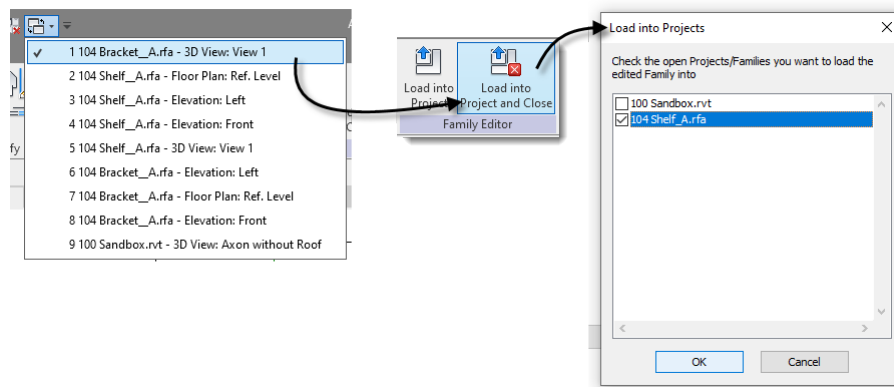 1 104 Bracket__A.rfa - 3D View: View 1
2 104 Shelf_A.rfa - Floor Plan: Ref. Level
3 104 Shelf_A.rfa - Elevation: Left
4 104 Shelf_A.rfa - Elevation: Front
5 104 Shelf_A.rfa - 3D View: View 1
6 104 Bracket__A.rfa - Elevation: Left
7 104 Bracket__A.rfa - Floor Plan: Ref. Level
8 104 Bracket__A.rfa - Elevation: Front
9 100 Sandbox.rvt - 3D View: Axon without Roof
fy
Load into
Project
Load into
Project and Close
Family Editor
Load into Projects
Check the open Projects/Families you want to load the
edited Family into
100 Sandbox.rvt
104 Shelf_A.rfa
OK
Cancel